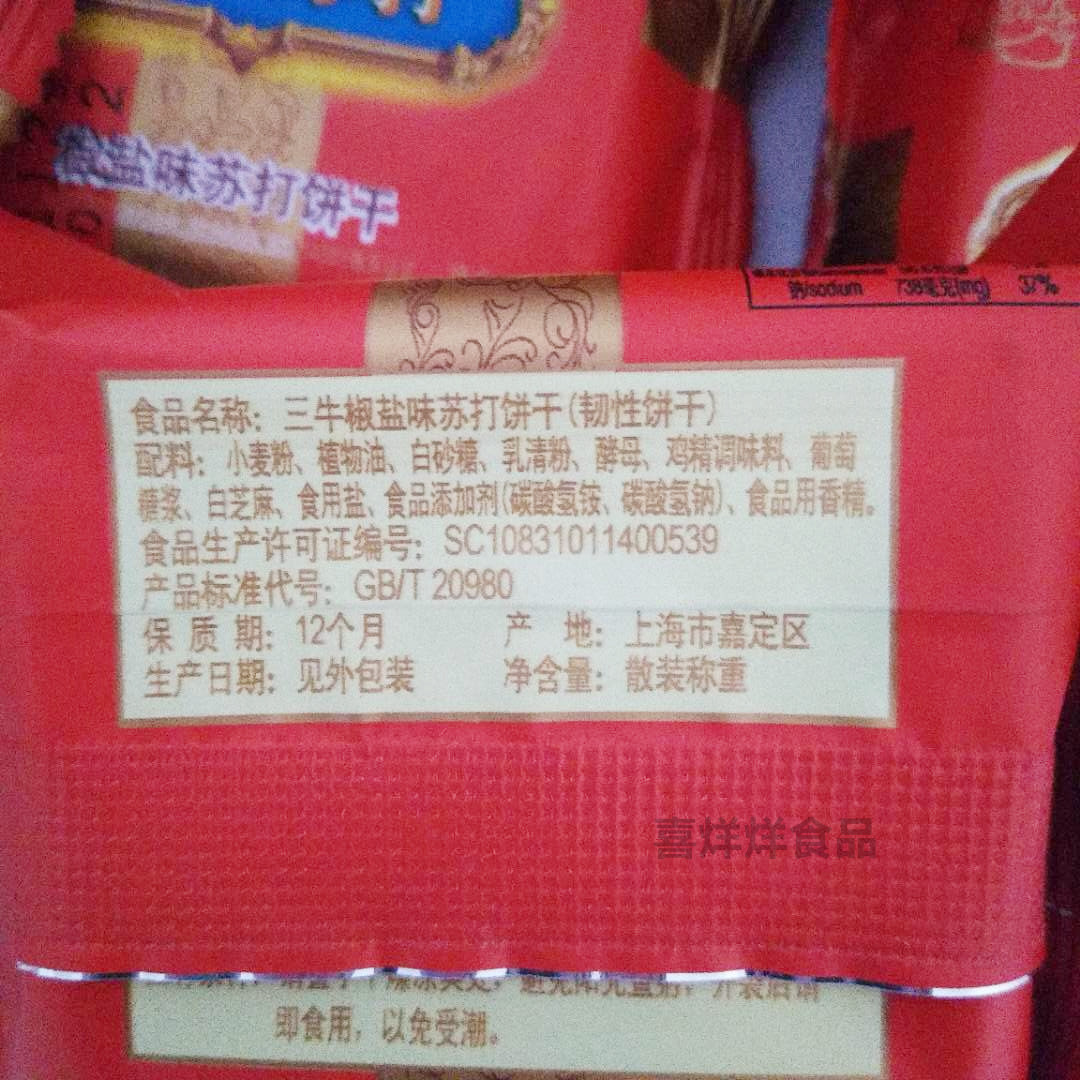 椒盐味苏打饼干
钠/sodium 738毫克(mg) 37%
食品名称：三牛椒盐味苏打饼干(韧性饼干)
配料：小麦粉、植物油、白砂糖、乳清粉、酵母、鸡精调味料、葡萄
糖浆、白芝麻、食用盐、食品添加剂(碳酸氢铵、碳酸氢钠)、食品用香精。
食品生产许可证编号：SC10831011400539
产品标准代号：GB/T 20980
保质期：12个月 产地：上海市嘉定区
生产日期：见外包装 净含量：散装称重
喜烊烊食品
即食用，以免受潮。